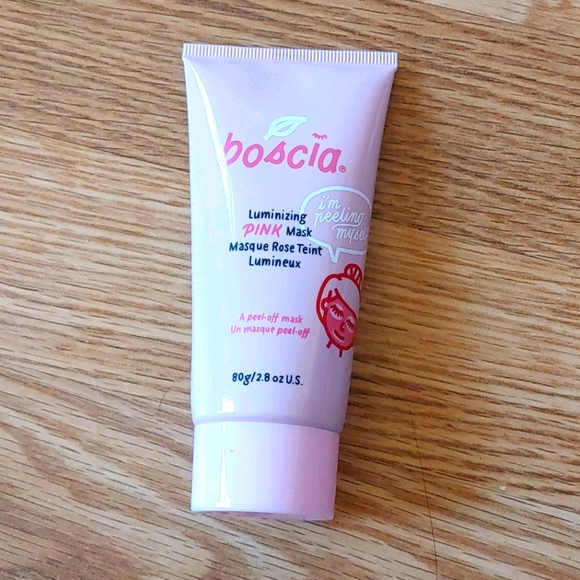 boscia®
Luminizing
PINK Mask
Masque Rose Teint
Lumineux
i'm
peeling
myself
A peel-off mask
Un masque peel-off
80g/2.8 oz U.S.